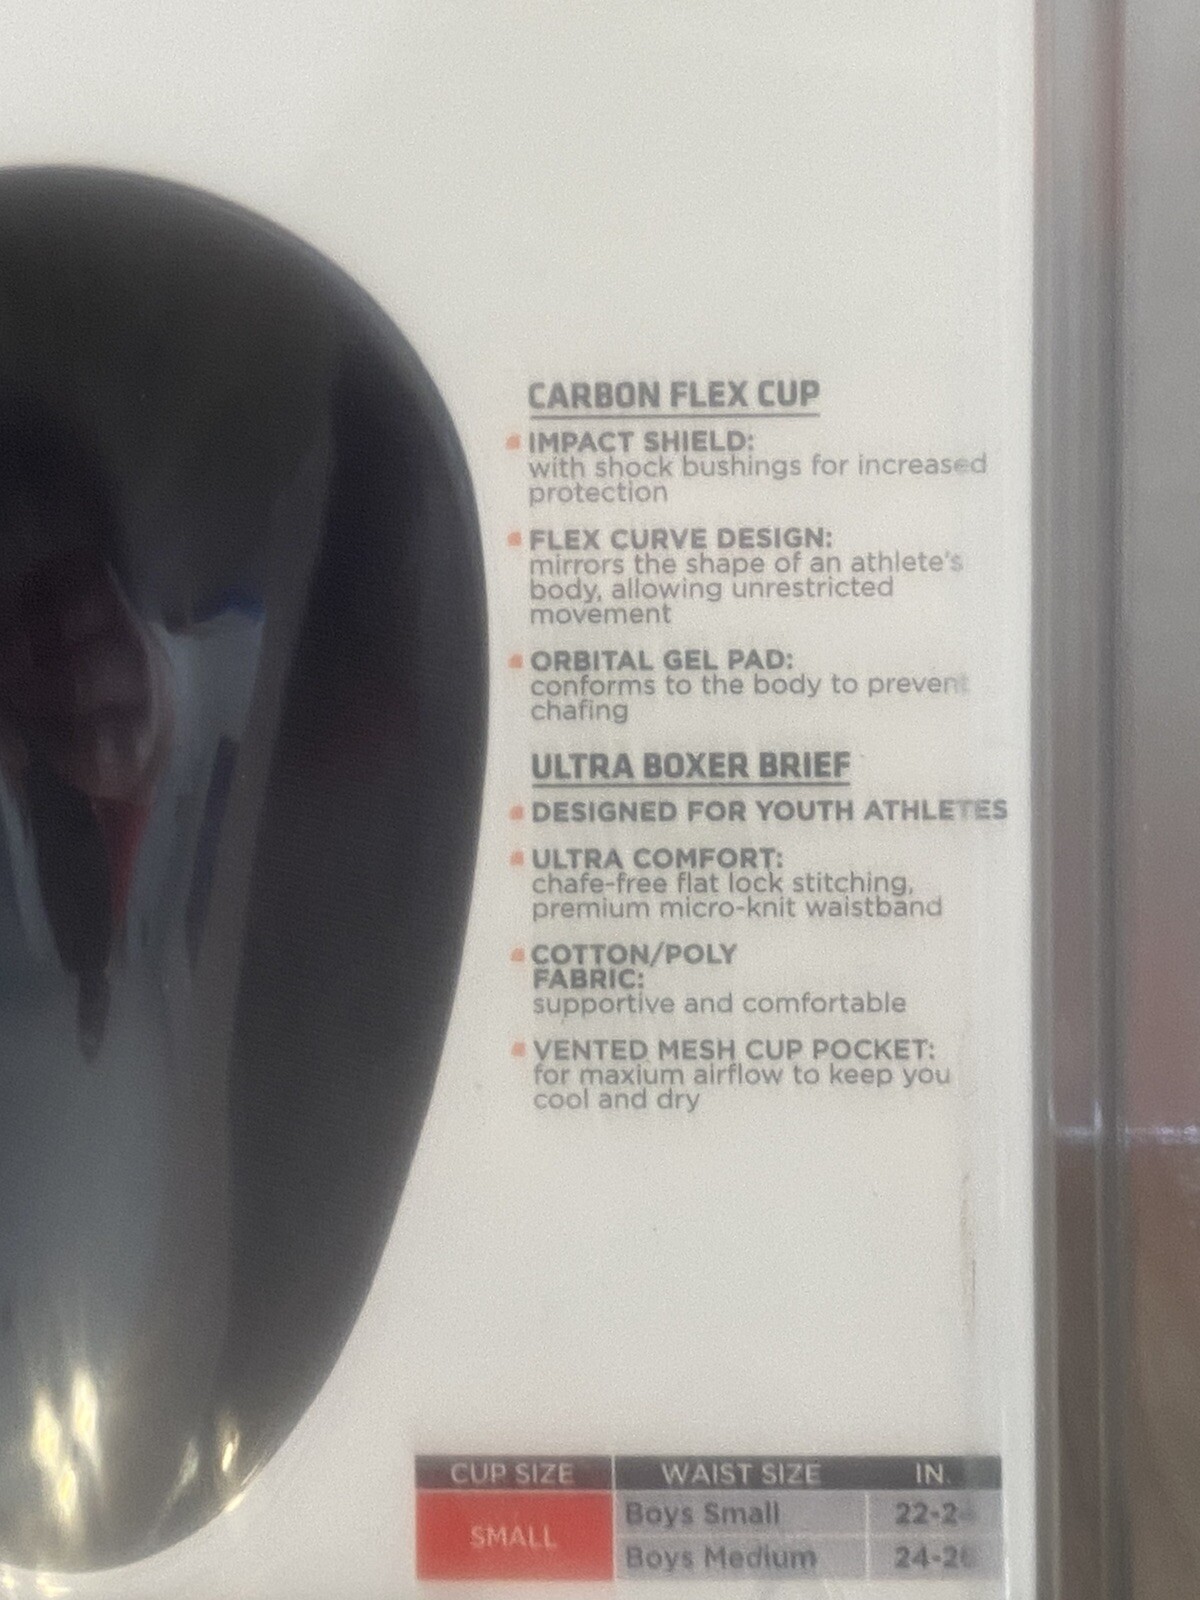 CARBON FLEX CUP
IMPACT SHIELD:
with shock bushings for increased
protection
FLEX CURVE DESIGN:
mirrors the shape of an athlete's
body, allowing unrestricted
movement
ORBITAL GEL PAD:
conforms to the body to prevent
chafing
ULTRA BOXER BRIEF
DESIGNED FOR YOUTH ATHLETES
ULTRA COMFORT:
chafe-free flat lock stitching,
premium micro-knit waistband
COTTON/POLY
FABRIC:
supportive and comfortable
VENTED MESH CUP POCKET:
for maxium airflow to keep you
cool and dry
CUP SIZE WAIST SIZE IN.
SMALL
Boys Small
Boys Medium